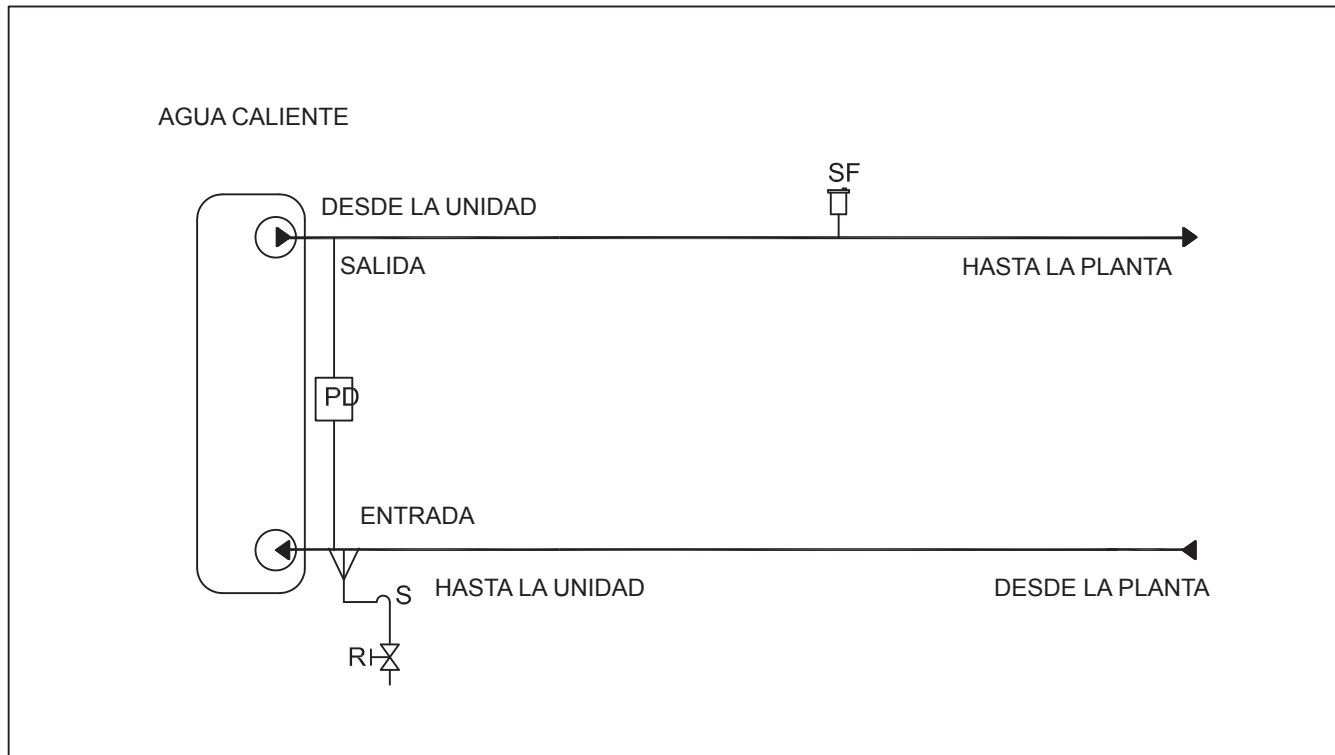 AGUA CALIENTE
SF
DESDE LA UNIDAD
SALIDA
HASTA LA PLANTA
PD
ENTRADA
HASTA LA UNIDAD
DESDE LA PLANTA
S
R